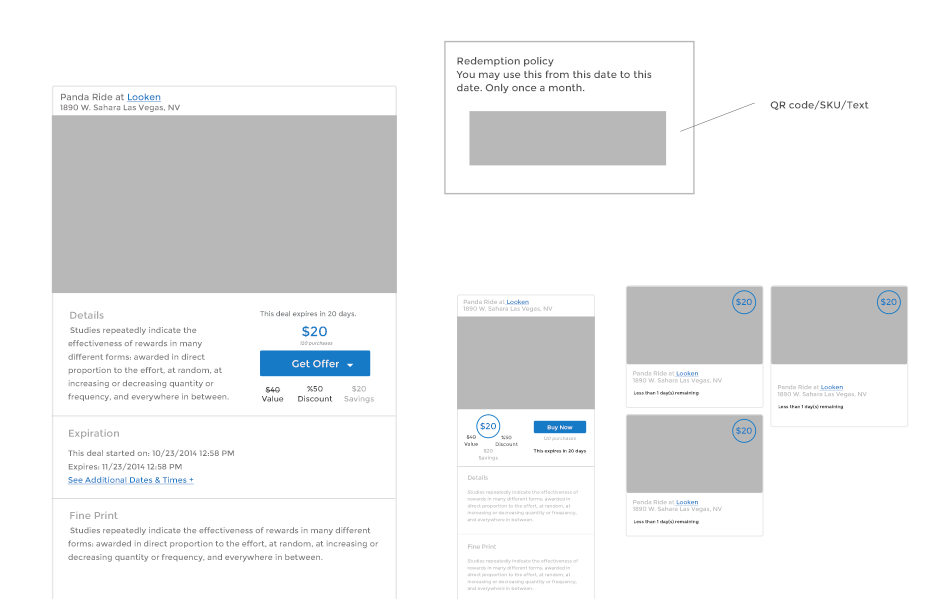 Panda Ride at Looken
1890 W. Sahara Las Vegas, NV
Details
Studies repeatedly indicate the
effectiveness of rewards in many
different forms: awarded in direct
proportion to the effort, at random, at
increasing or decreasing quantity or
frequency, and everywhere in between.
This deal expires in 20 days.
$20
120 purchases
Get Offer
$40
Value
%50
Discount
$20
Savings
Expiration
This deal started on: 10/23/2014 12:58 PM
Expires: 11/23/2014 12:58 PM
See Additional Dates & Times +
Fine Print
Studies repeatedly indicate the effectiveness of rewards in many different
forms: awarded in direct proportion to the effort, at random, at increasing or
decreasing quantity or frequency, and everywhere in between.
Redemption policy
You may use this from this date to this
date. Only once a month.
QR code/SKU/Text
Panda Ride at Looken
1890 W. Sahara Las Vegas, NV
$20
$40
Value
%50
Discount
$20
Savings
Buy Now
120 purchases
This expires in 20 days
Details
Studies repeatedly indicate the effectiveness of
rewards in many different forms: awarded in
direct proportion to the effort, at random, at
increasing or decreasing quantity or frequency,
and everywhere in between.
Fine Print
Studies repeatedly indicate the effectiveness of
rewards in many different forms: awarded in
direct proportion to the effort, at random, at
increasing or decreasing quantity or frequency,
and everywhere in between.
$20
Panda Ride at Looken
1890 W. Sahara Las Vegas, NV
Less than 1 day(s) remaining
$20
Panda Ride at Looken
1890 W. Sahara Las Vegas, NV
Less than 1 day(s) remaining
$20
Panda Ride at Looken
1890 W. Sahara Las Vegas, NV
Less than 1 day(s) remaining